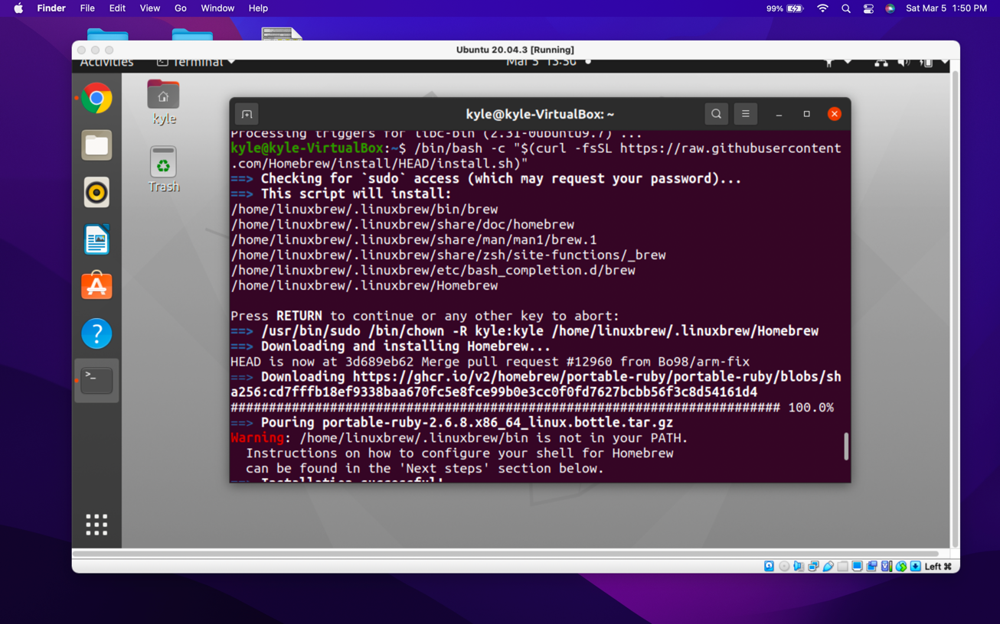 Finder File Edit View Go Window Help 99% Sat Mar 5 1:50 PM
Ubuntu 20.04.3 [Running]
Activities Terminal Mar 5 13:50
kyle
Trash
kyle@kyle-VirtualBox: ~
Processing triggers for libc-bin (2.31-0ubuntu9.7) ...
kyle@kyle-VirtualBox:~$ /bin/bash -c "$(curl -fsSL https://raw.githubusercontent
.com/Homebrew/install/HEAD/install.sh)"
==> Checking for `sudo` access (which may request your password)...
==> This script will install:
/home/linuxbrew/.linuxbrew/bin/brew
/home/linuxbrew/.linuxbrew/share/doc/homebrew
/home/linuxbrew/.linuxbrew/share/man/man1/brew.1
/home/linuxbrew/.linuxbrew/share/zsh/site-functions/_brew
/home/linuxbrew/.linuxbrew/etc/bash_completion.d/brew
/home/linuxbrew/.linuxbrew/Homebrew
Press RETURN to continue or any other key to abort:
==> /usr/bin/sudo /bin/chown -R kyle:kyle /home/linuxbrew/.linuxbrew/Homebrew
==> Downloading and installing Homebrew...
HEAD is now at 3d689eb62 Merge pull request #12960 from Bo98/arm-fix
==> Downloading https://ghcr.io/v2/homebrew/portable-ruby/portable-ruby/blobs/sh
a256:cd7fffb18ef9338baa670fc5e8fce99b0e3cc0f0fd7627bcbb56f3c8d54161d4
######################################################################## 100.0%
==> Pouring portable-ruby-2.6.8.x86_64_linux.bottle.tar.gz
Warning: /home/linuxbrew/.linuxbrew/bin is not in your PATH.
Instructions on how to configure your shell for Homebrew
can be found in the 'Next steps' section below.
==> Installation successful!
Left ⌘